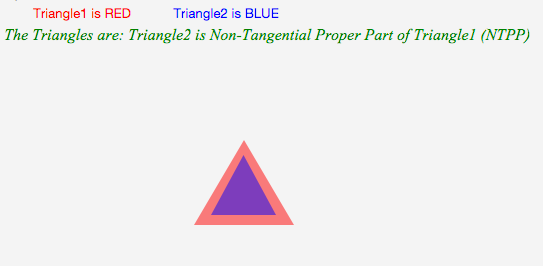 Triangle1 is RED Triangle2 is BLUE
The Triangles are: Triangle2 is Non-Tangential Proper Part of Triangle1 (NTPP)